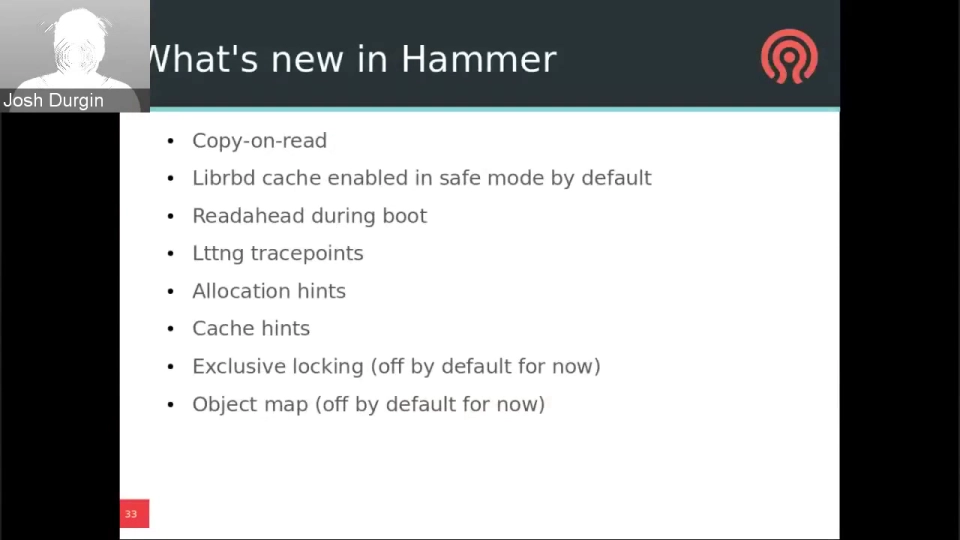 What's new in Hammer
Josh Durgin
• Copy-on-read
• Librbd cache enabled in safe mode by default
• Readahead during boot
• Lttng tracepoints
• Allocation hints
• Cache hints
• Exclusive locking (off by default for now)
• Object map (off by default for now)
33